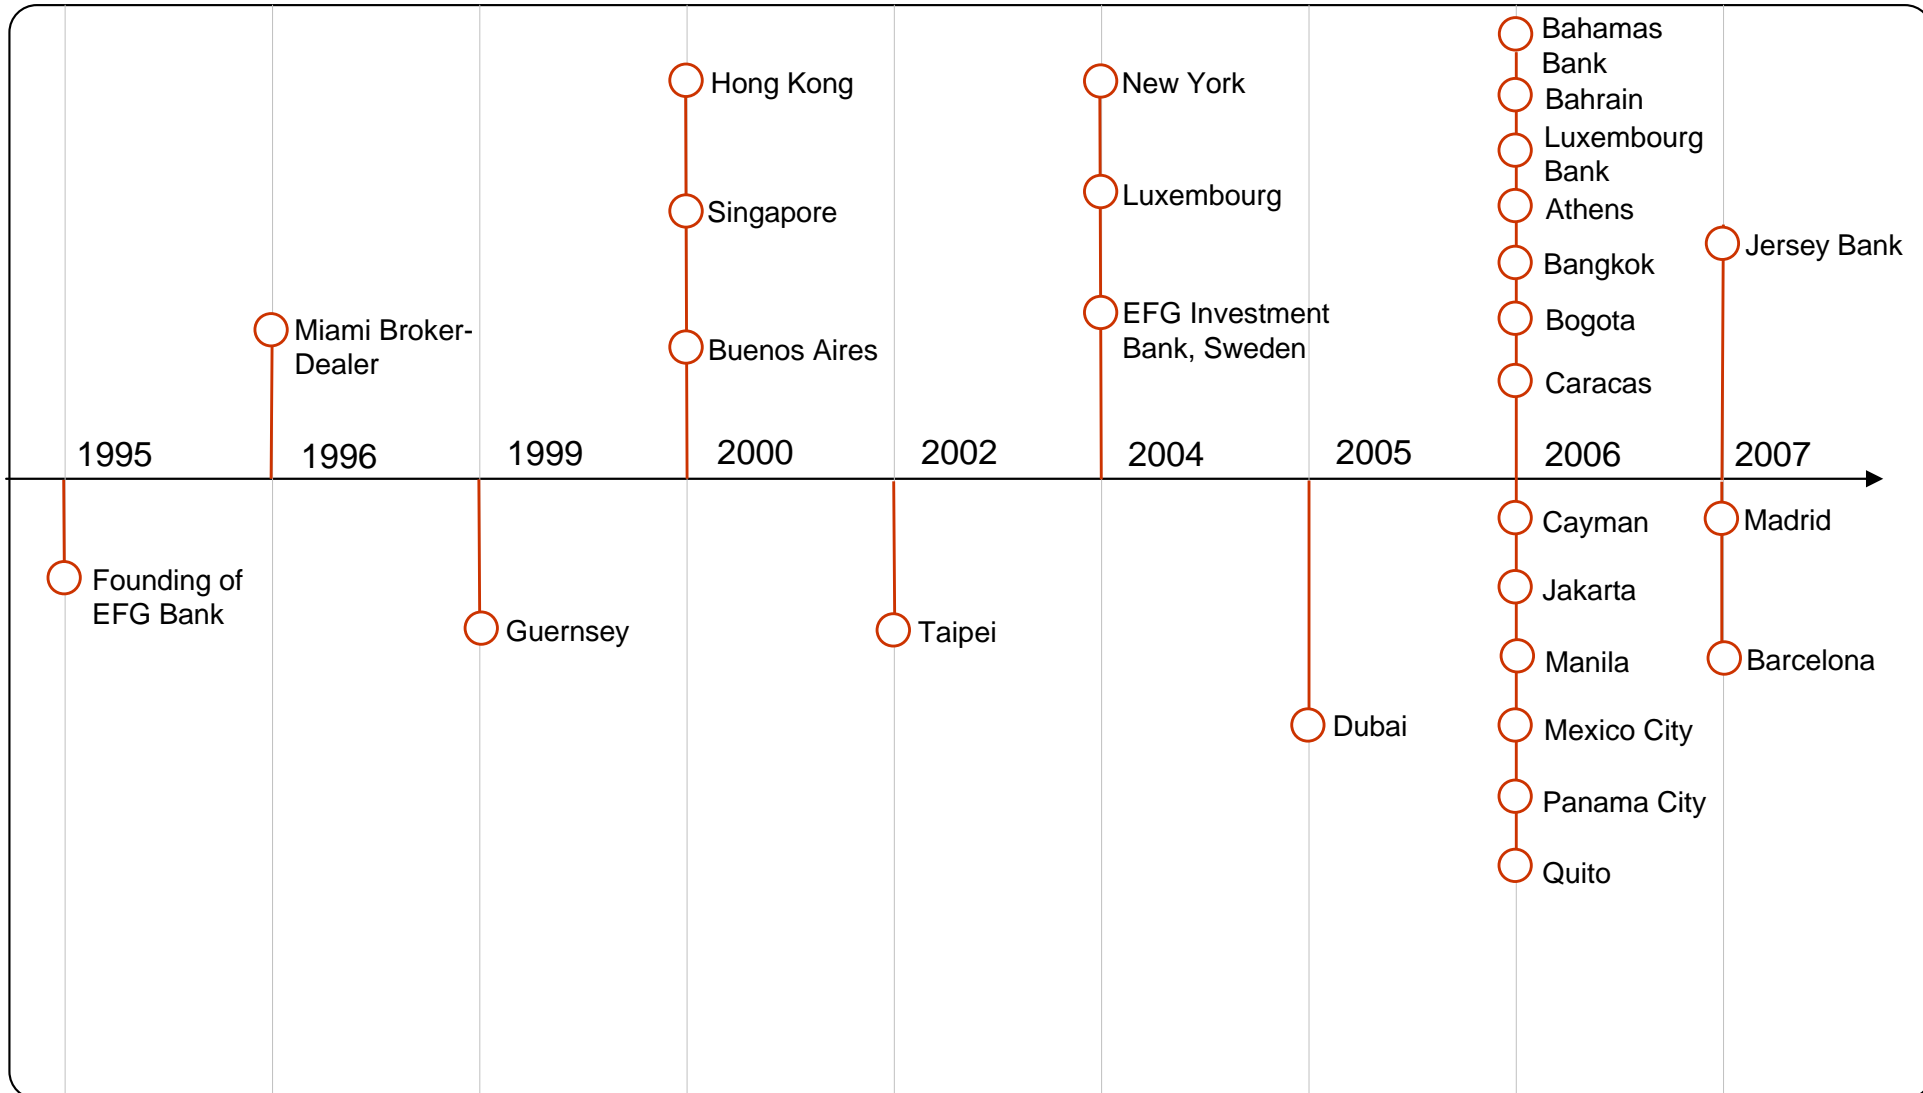 Bahamas
Bank
Hong Kong
New York
Bahrain
Luxembourg
Bank
Luxembourg
Singapore
Athens
Jersey Bank
Bangkok
EFG Investment
Bank, Sweden
Bogota
Miami Broker-
Dealer
Buenos Aires
Caracas
1995
1996
1999
2000
2002
2004
2005
2006
2007
Cayman
Madrid
Founding of
EFG Bank
Jakarta
Guernsey
Taipei
Manila
Barcelona
Dubai
Mexico City
Panama City
Quito